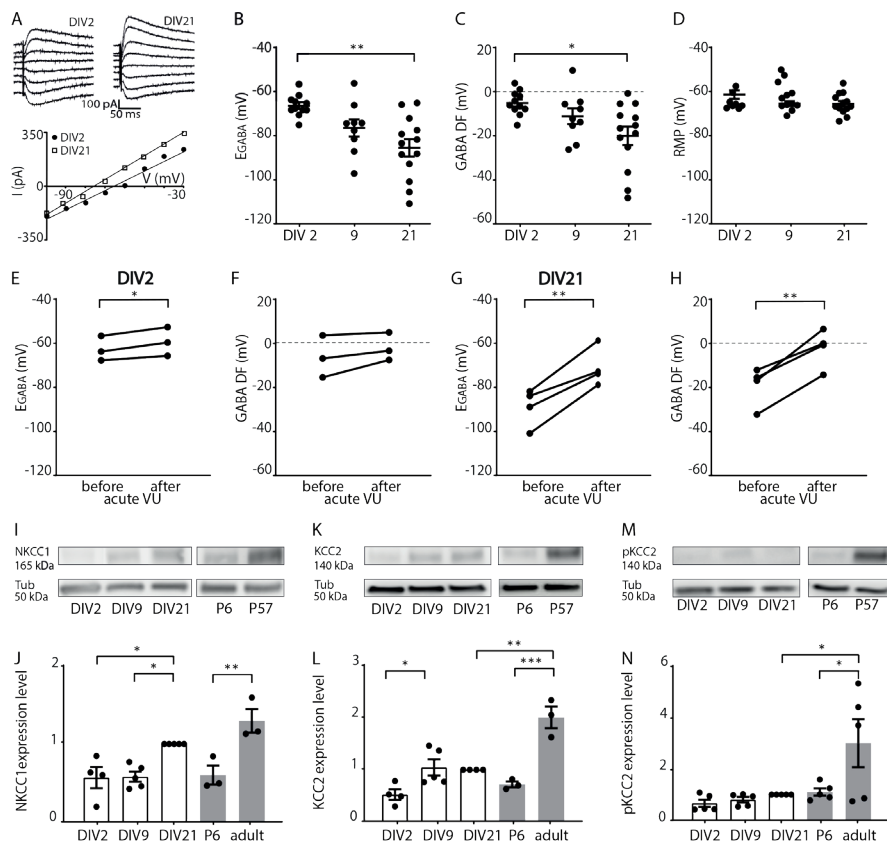 A
DIV2
DIV21
100 pA
50 ms
350
0
-350
I (pA)
DIV2
DIV21
-90
V (mV)
-30
B
**
-40
-60
-80
-100
-120
EGABA (mV)
DIV 2 9 21
C
*
20
0
-20
-40
-60
GABA DF (mV)
DIV 2 9 21
D
-40
-60
-80
-100
-120
RMP (mV)
DIV 2 9 21
E
DIV2
*
-40
-60
-80
-100
-120
EGABA (mV)
before after
acute VU
F
20
0
-20
-40
-60
GABA DF (mV)
before after
acute VU
G
DIV21
**
-40
-60
-80
-100
-120
EGABA (mV)
before after
acute VU
H
**
20
0
-20
-40
-60
GABA DF (mV)
before after
acute VU
I
NKCC1
165 kDa
Tub
50 kDa
DIV2 DIV9 DIV21 P6 P57
K
KCC2
140 kDa
Tub
50 kDa
DIV2 DIV9 DIV21 P6 P57
M
pKCC2
140 kDa
Tub
50 kDa
DIV2 DIV9 DIV21 P6 P57
J
*
*
**
2
1
0
NKCC1 expression level
DIV2 DIV9 DIV21 P6 adult
L
*
**
***
3
2
1
0
KCC2 expression level
DIV2 DIV9 DIV21 P6 adult
N
*
*
6
4
2
0
pKCC2 expression level
DIV2 DIV9 DIV21 P6 adult